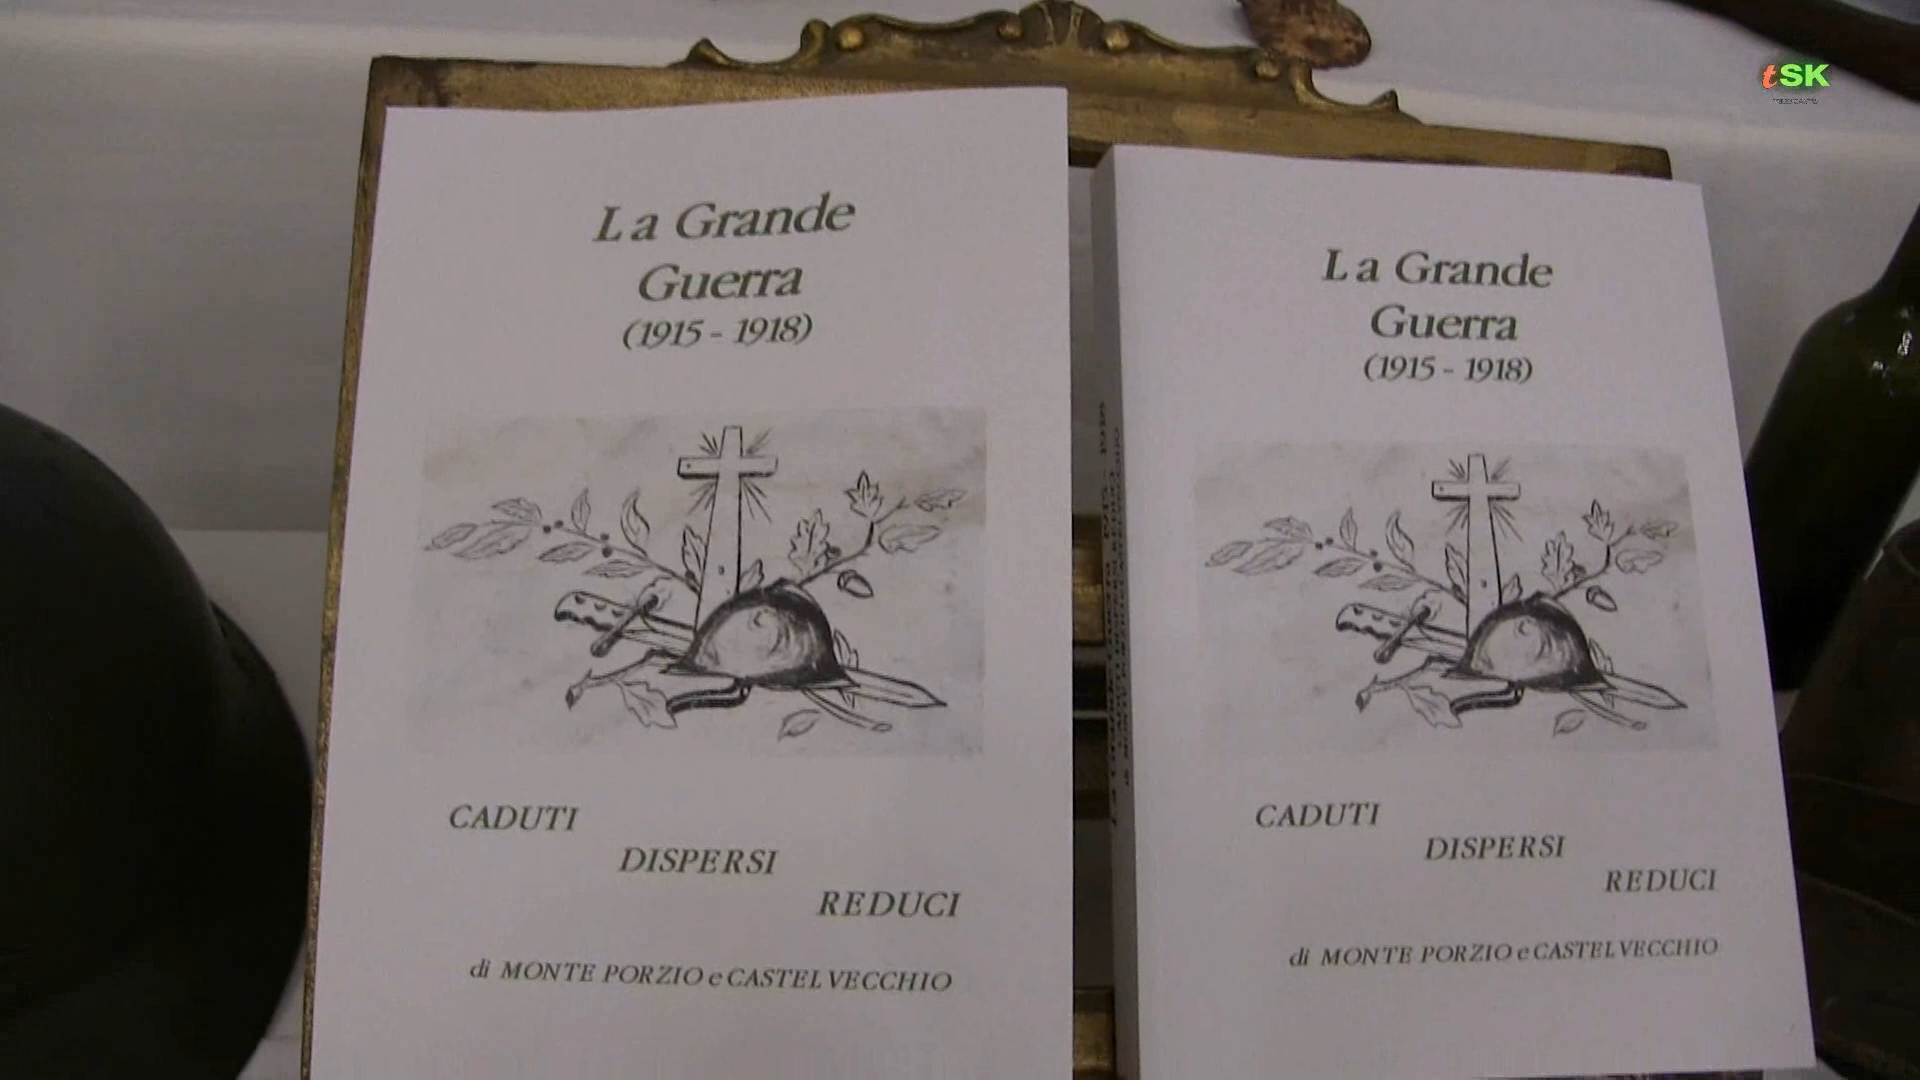 tSK
La Grande
Guerra
(1915 - 1918)
CADUTI
DISPERSI
REDUCI
di MONTE PORZIO e CASTELVECCHIO
La Grande
Guerra
(1915 - 1918)
CADUTI
DISPERSI
REDUCI
di MONTE PORZIO e CASTELVECCHIO